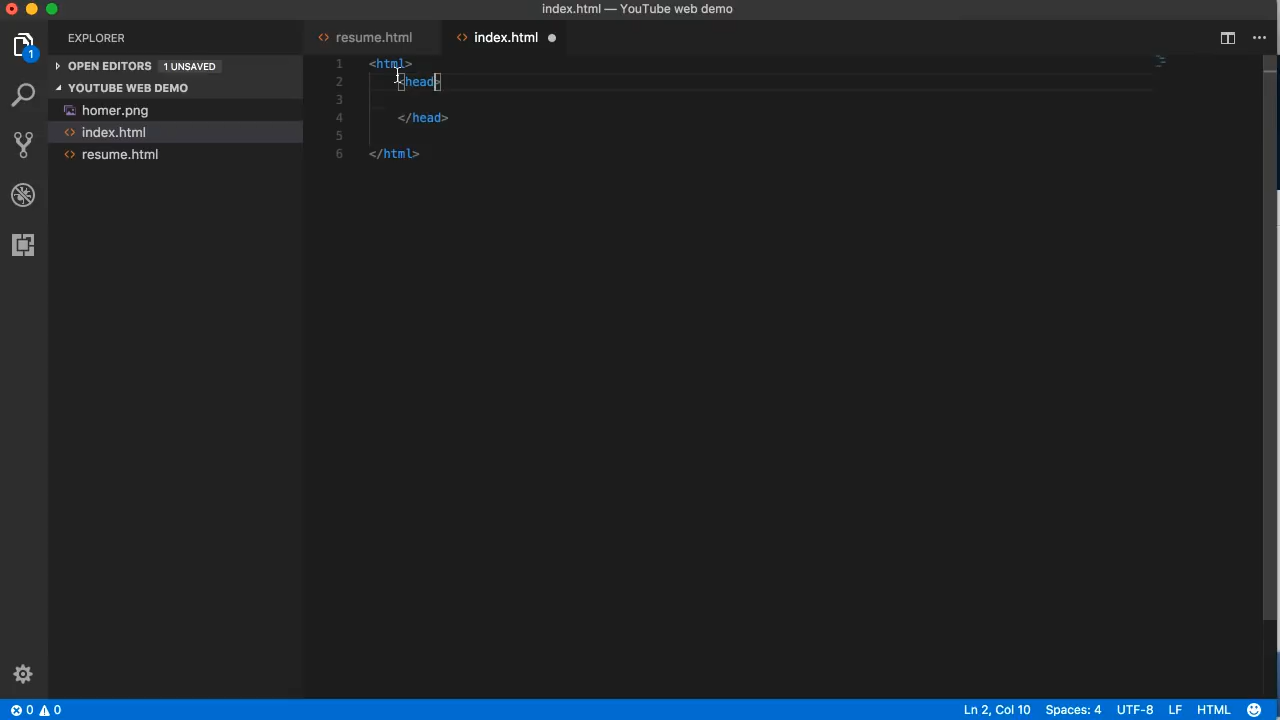 index.html — YouTube web demo
EXPLORER
resume.html
index.html
1
OPEN EDITORS 1 UNSAVED
YOUTUBE WEB DEMO
homer.png
index.html
resume.html
1 <html>
2 <head>
3
4 </head>
5
6 </html>
0 0
Ln 2, Col 10 Spaces: 4 UTF-8 LF HTML